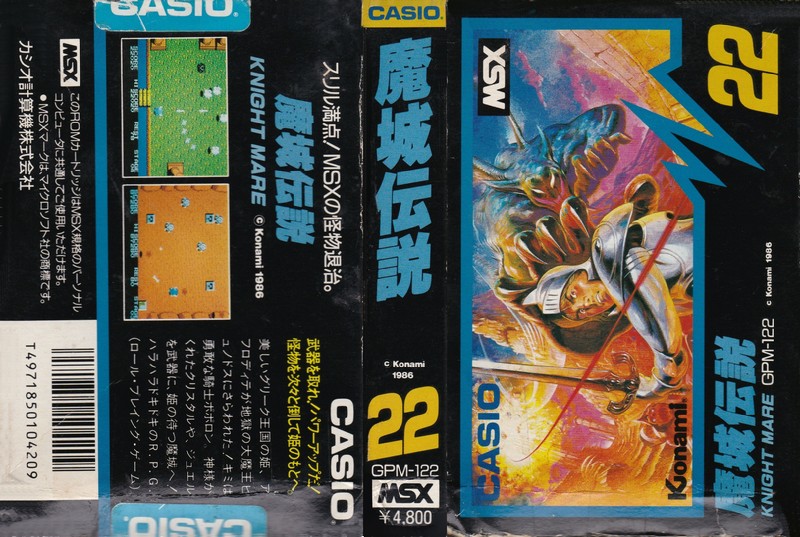 CASIO
スリル満点！MSXの怪物退治。
魔城伝説
KNIGHT MARE © Konami 1986
武器を取れ！パワーアップだ！
怪物を次々と倒して姫のもとへ。
美しいグリーク王国の姫、ア
フロディテが地獄の大魔王ヒ
ュドノスにさらわれた！キミは
勇敢な騎士ポポロン。神様が
くれたクリスタルや、ジュエル
を武器に、姫の待つ魔城へ！
ハラハラドキドキのR.P.G.
(ロール・プレイング・ゲーム)
CASIO
CASIO
MSX
このROMカートリッジはMSX規格のパーソナル
コンピュータに共通してご使用いただけます。
●MSXマークは、マイクロソフト社の商標です。
カシオ計算機株式会社
T4971850104209
CASIO
魔城伝説
© Konami
1986
22
GPM-122
MSX
¥4,800
22
MSX
CASIO
Konami
© Konami 1986
魔城伝説
KNIGHT MARE GPM-122